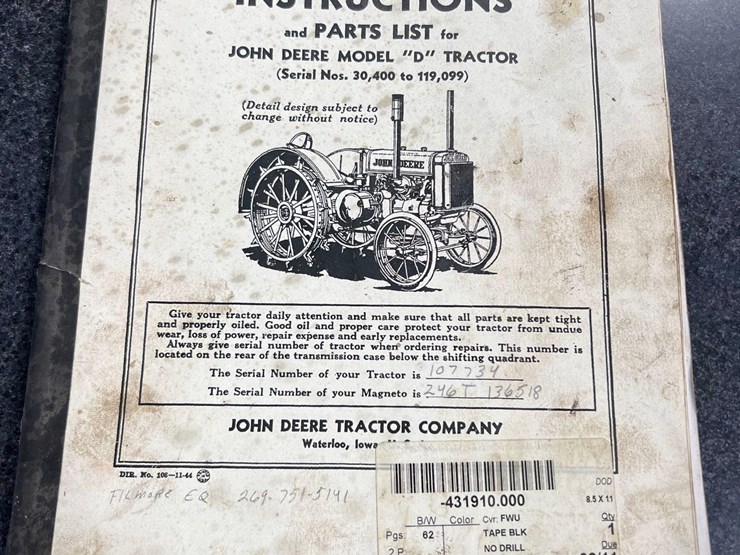 INSTRUCTIONS
and PARTS LIST for
JOHN DEERE MODEL "D" TRACTOR
(Serial Nos. 30,400 to 119,099)
(Detail design subject to
change without notice)
JOHN DEERE
Give your tractor daily attention and make sure that all parts are kept tight
and properly oiled. Good oil and proper care protect your tractor from undue
wear, loss of power, repair expense and early replacements.
Always give serial number of tractor when ordering repairs. This number is
located on the rear of the transmission case below the shifting quadrant.
The Serial Number of your Tractor is 107734
The Serial Number of your Magneto is 246T 136518
JOHN DEERE TRACTOR COMPANY
Waterloo, Iowa
DIR. No. 106-11-44
FILMORE EQ 269-751-5141
-431910.000
DOD
8.5 X 11
B/W Color Cvr: FWU Qty
Pgs 62 TAPE BLK 1
2 P NO DRILL Due